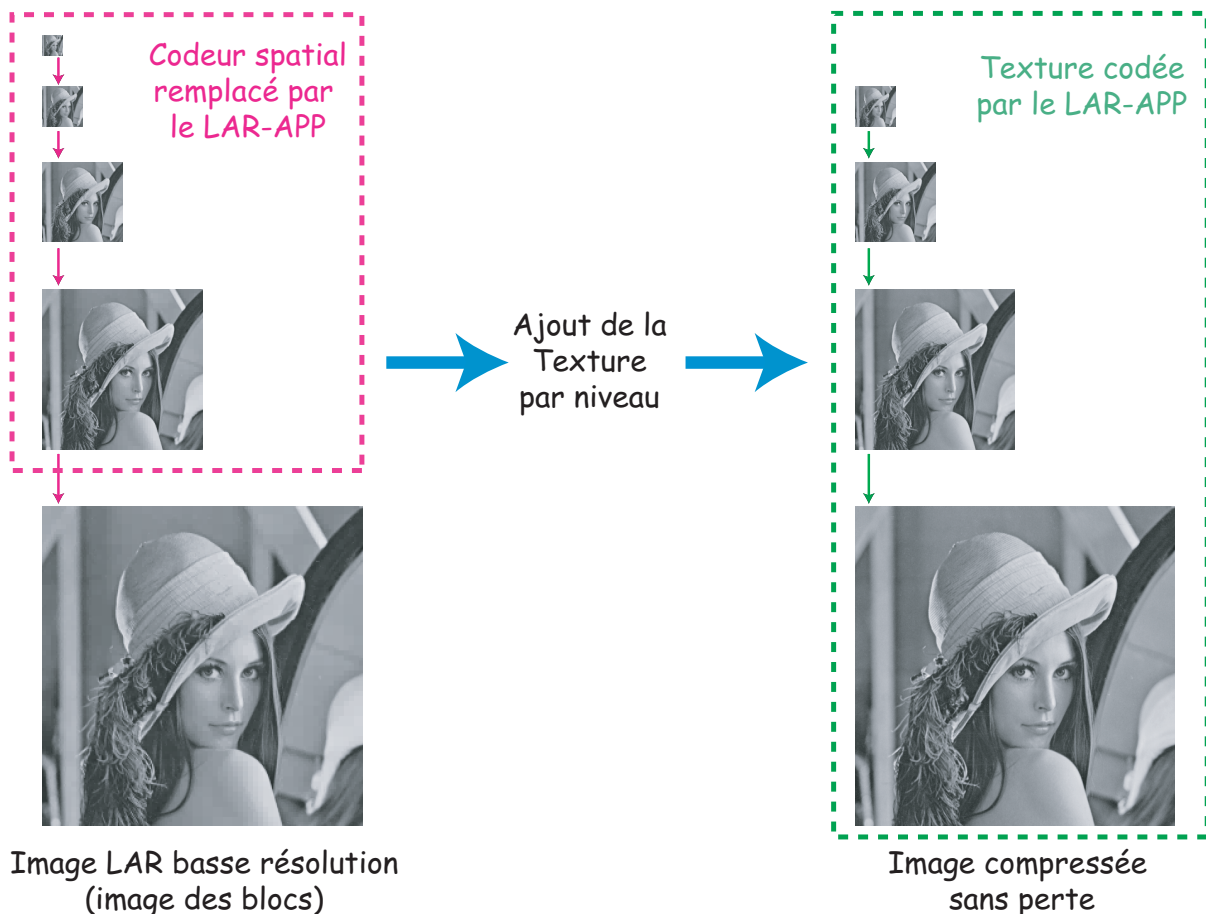 Codeur spatial
remplacé par
le LAR-APP
Texture codée
par le LAR-APP
Ajout de la
Texture
par niveau
Image LAR basse résolution
(image des blocs)
Image compressée
sans perte